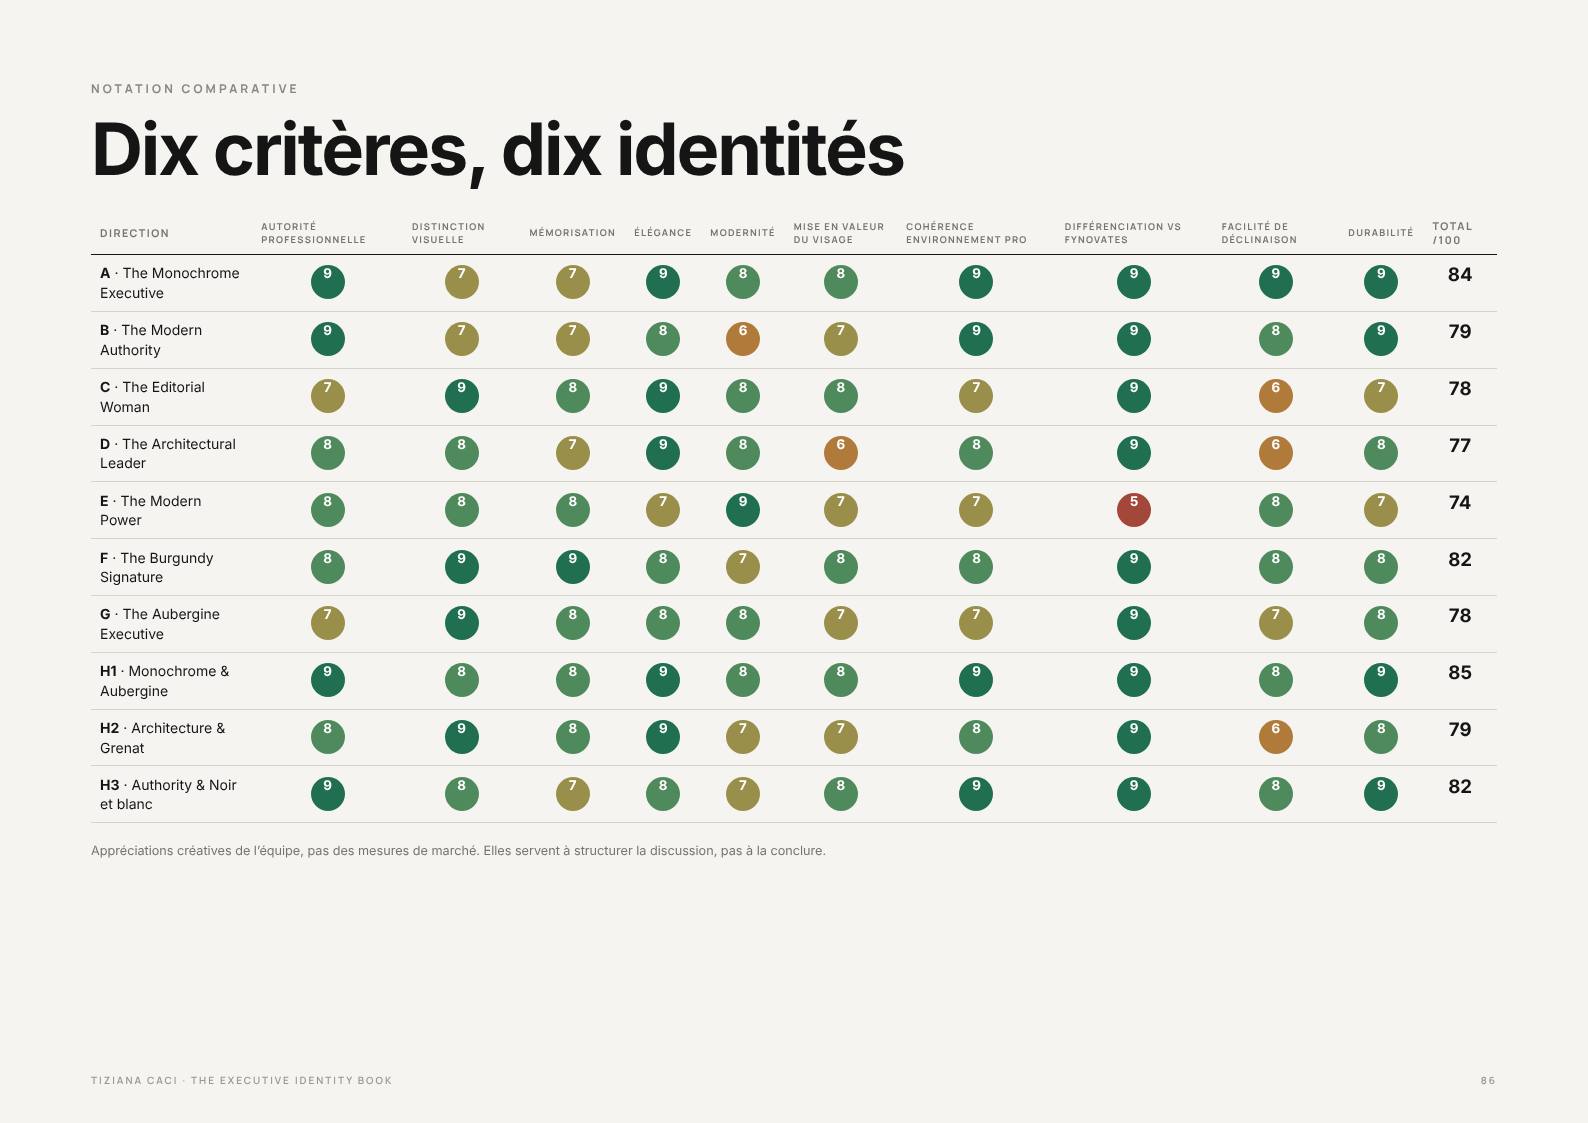 NOTATION COMPARATIVE
Dix critères, dix identités
DIRECTION AUTORITÉ PROFESSIONNELLE DISTINCTION VISUELLE MÉMORISATION ÉLÉGANCE MODERNITÉ MISE EN VALEUR DU VISAGE COHÉRENCE ENVIRONNEMENT PRO DIFFÉRENCIATION VS FYNOVATES FACILITÉ DE DÉCLINAISON DURABILITÉ TOTAL /100
A · The Monochrome Executive 9 7 7 9 8 8 9 9 9 9 84
B · The Modern Authority 9 7 7 8 6 7 9 9 8 9 79
C · The Editorial Woman 7 9 8 9 8 8 7 9 6 7 78
D · The Architectural Leader 8 8 7 9 8 6 8 9 6 8 77
E · The Modern Power 8 8 8 7 9 7 7 5 8 7 74
F · The Burgundy Signature 8 9 9 8 7 8 8 9 8 8 82
G · The Aubergine Executive 7 9 8 8 8 7 7 9 7 8 78
H1 · Monochrome & Aubergine 9 8 8 9 8 8 9 9 8 9 85
H2 · Architecture & Grenat 8 9 8 9 7 7 8 9 6 8 79
H3 · Authority & Noir et blanc 9 8 7 8 7 8 9 9 8 9 82
Appréciations créatives de l’équipe, pas des mesures de marché. Elles servent à structurer la discussion, pas à la conclure.
TIZIANA CACI · THE EXECUTIVE IDENTITY BOOK
86